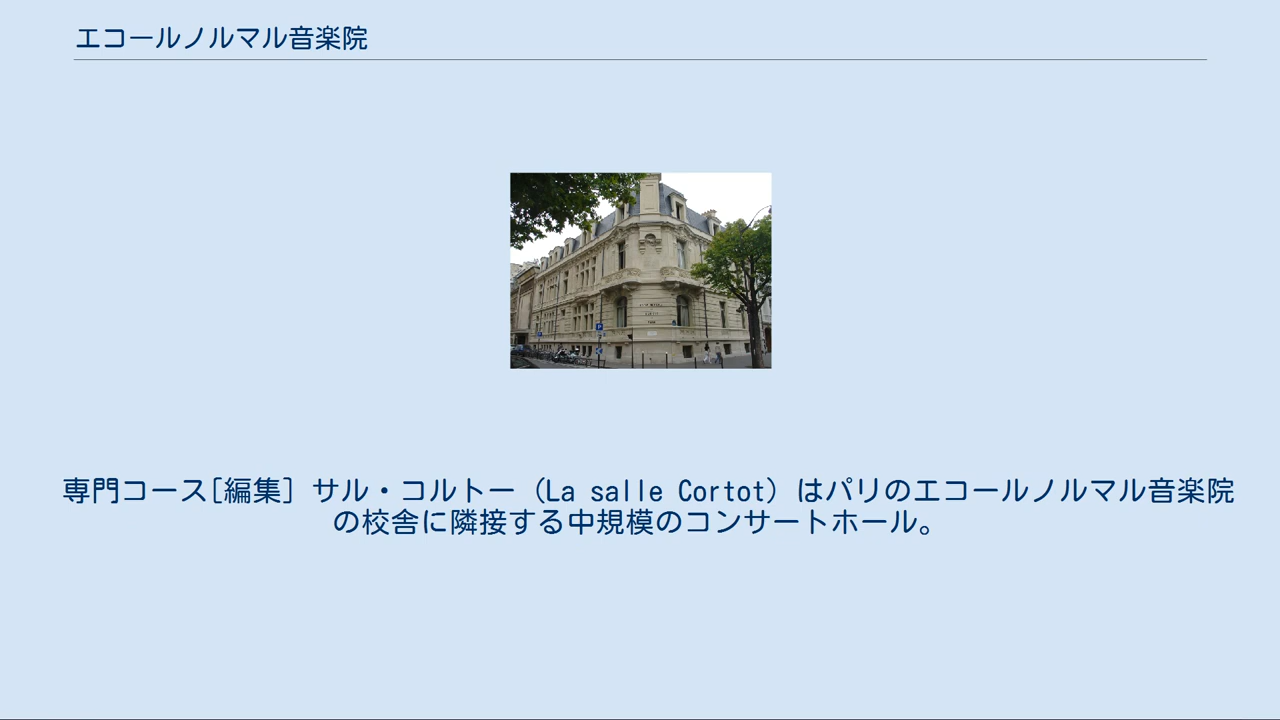 エコールノルマル音楽院
専門コース[編集] サル・コルトー (La salle Cortot) はパリのエコールノルマル音楽院
の校舎に隣接する中規模のコンサートホール。